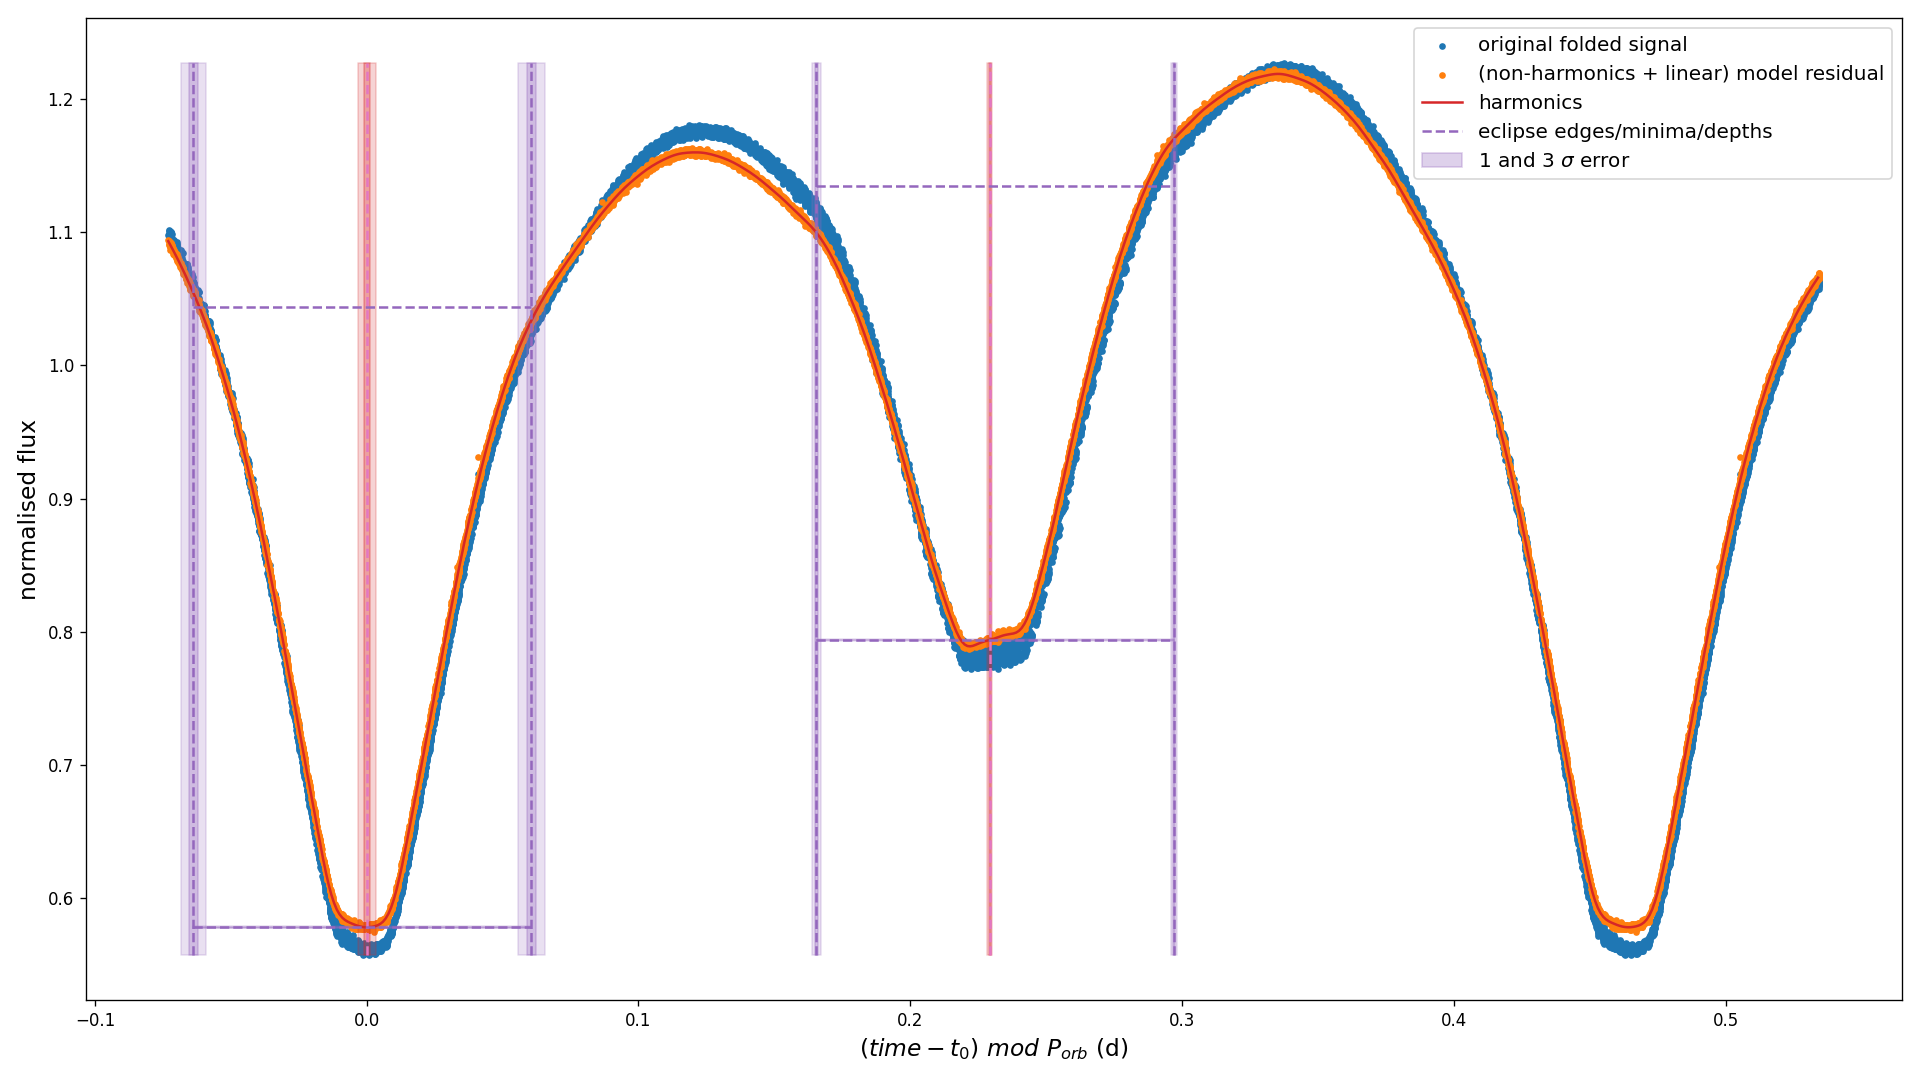 original folded signal
(non-harmonics + linear) model residual
harmonics
eclipse edges/minima/depths
1 and 3 σ error
normalised flux
1.2
1.1
1.0
0.9
0.8
0.7
0.6
−0.1 0.0 0.1 0.2 0.3 0.4 0.5
(time − t₀) mod Pₒᵣb (d)